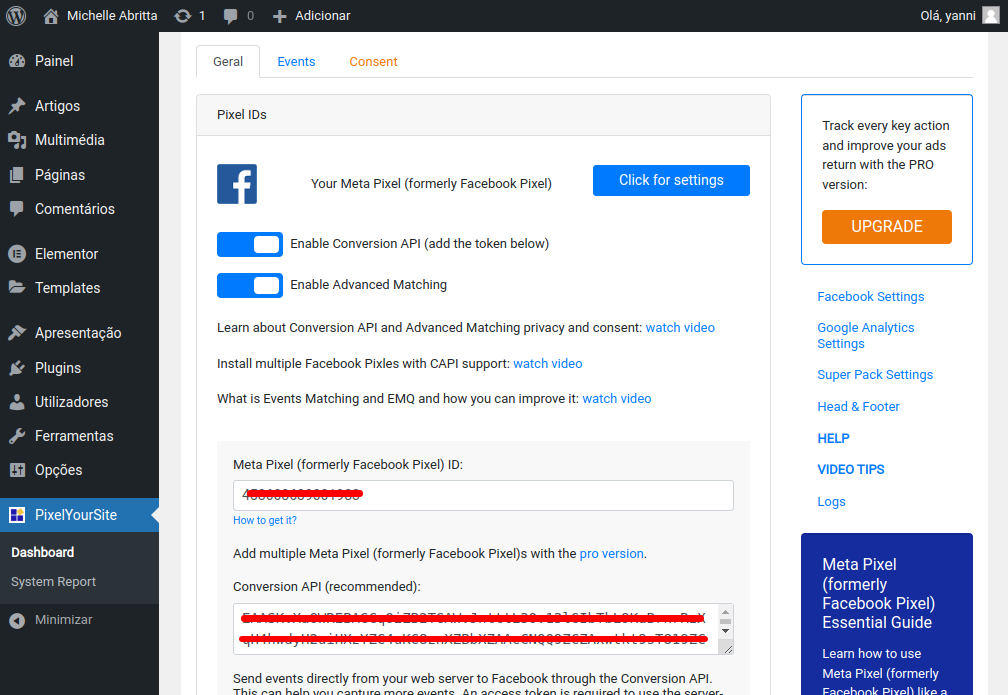 Michelle Abritta
1
0
Adicionar
Olá, yanni
Painel
Artigos
Multimédia
Páginas
Comentários
Elementor
Templates
Apresentação
Plugins
Utilizadores
Ferramentas
Opções
PixelYourSite
Dashboard
System Report
Minimizar
Geral
Events
Consent
Pixel IDs
Your Meta Pixel (formerly Facebook Pixel)
Click for settings
Enable Conversion API (add the token below)
Enable Advanced Matching
Learn about Conversion API and Advanced Matching privacy and consent: watch video
Install multiple Facebook Pixles with CAPI support: watch video
What is Events Matching and EMQ and how you can improve it: watch video
Meta Pixel (formerly Facebook Pixel) ID:
How to get it?
Add multiple Meta Pixel (formerly Facebook Pixel)s with the pro version.
Conversion API (recommended):
Send events directly from your web server to Facebook through the Conversion API.
This can help you capture more events. An access token is required to use the server-
Track every key action
and improve your ads
return with the PRO
version:
UPGRADE
Facebook Settings
Google Analytics
Settings
Super Pack Settings
Head & Footer
HELP
VIDEO TIPS
Logs
Meta Pixel
(formerly
Facebook Pixel)
Essential Guide
Learn how to use
Meta Pixel (formerly
Facebook Pixel) like a